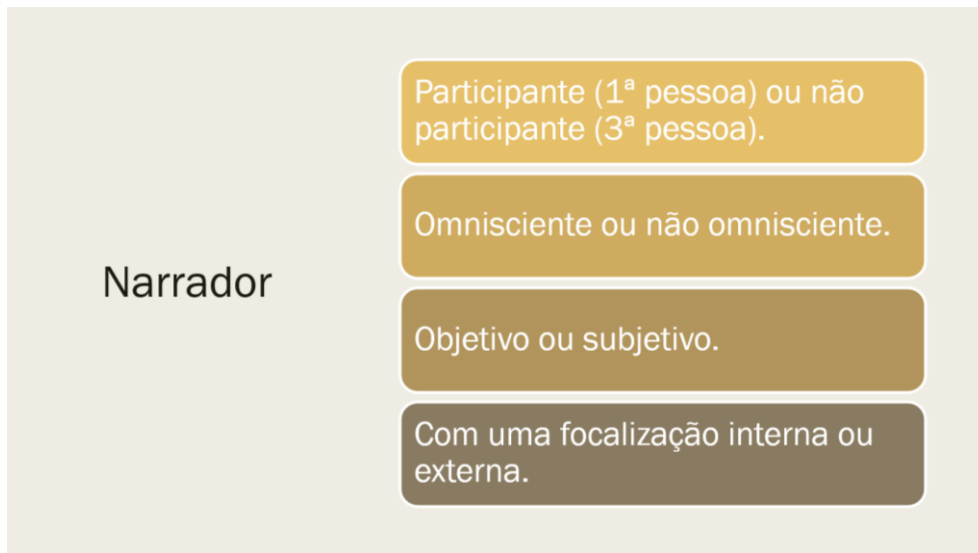 Narrador
Participante (1ª pessoa) ou não
participante (3ª pessoa).
Omnisciente ou não omnisciente.
Objetivo ou subjetivo.
Com uma focalização interna ou
externa.